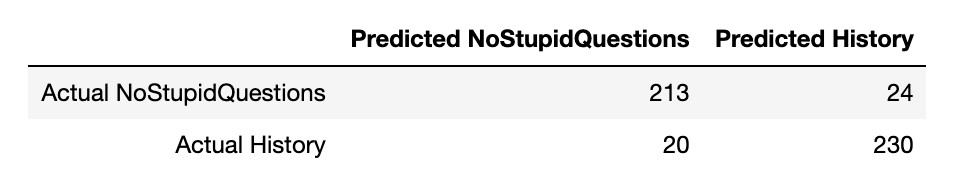 Predicted NoStupidQuestions Predicted History
Actual NoStupidQuestions 213 24
Actual History 20 230